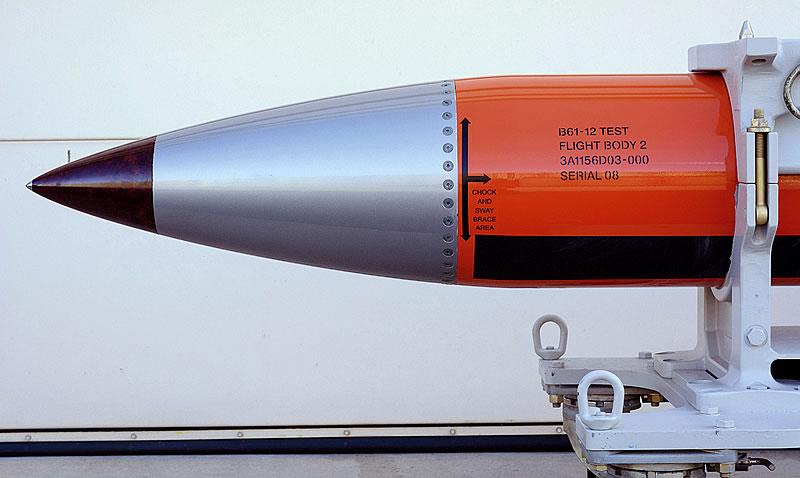 B61-12 TEST
FLIGHT BODY 2
3A1156D03-000
SERIAL 08
CHOCK
AND
SWAY
BRACE
AREA